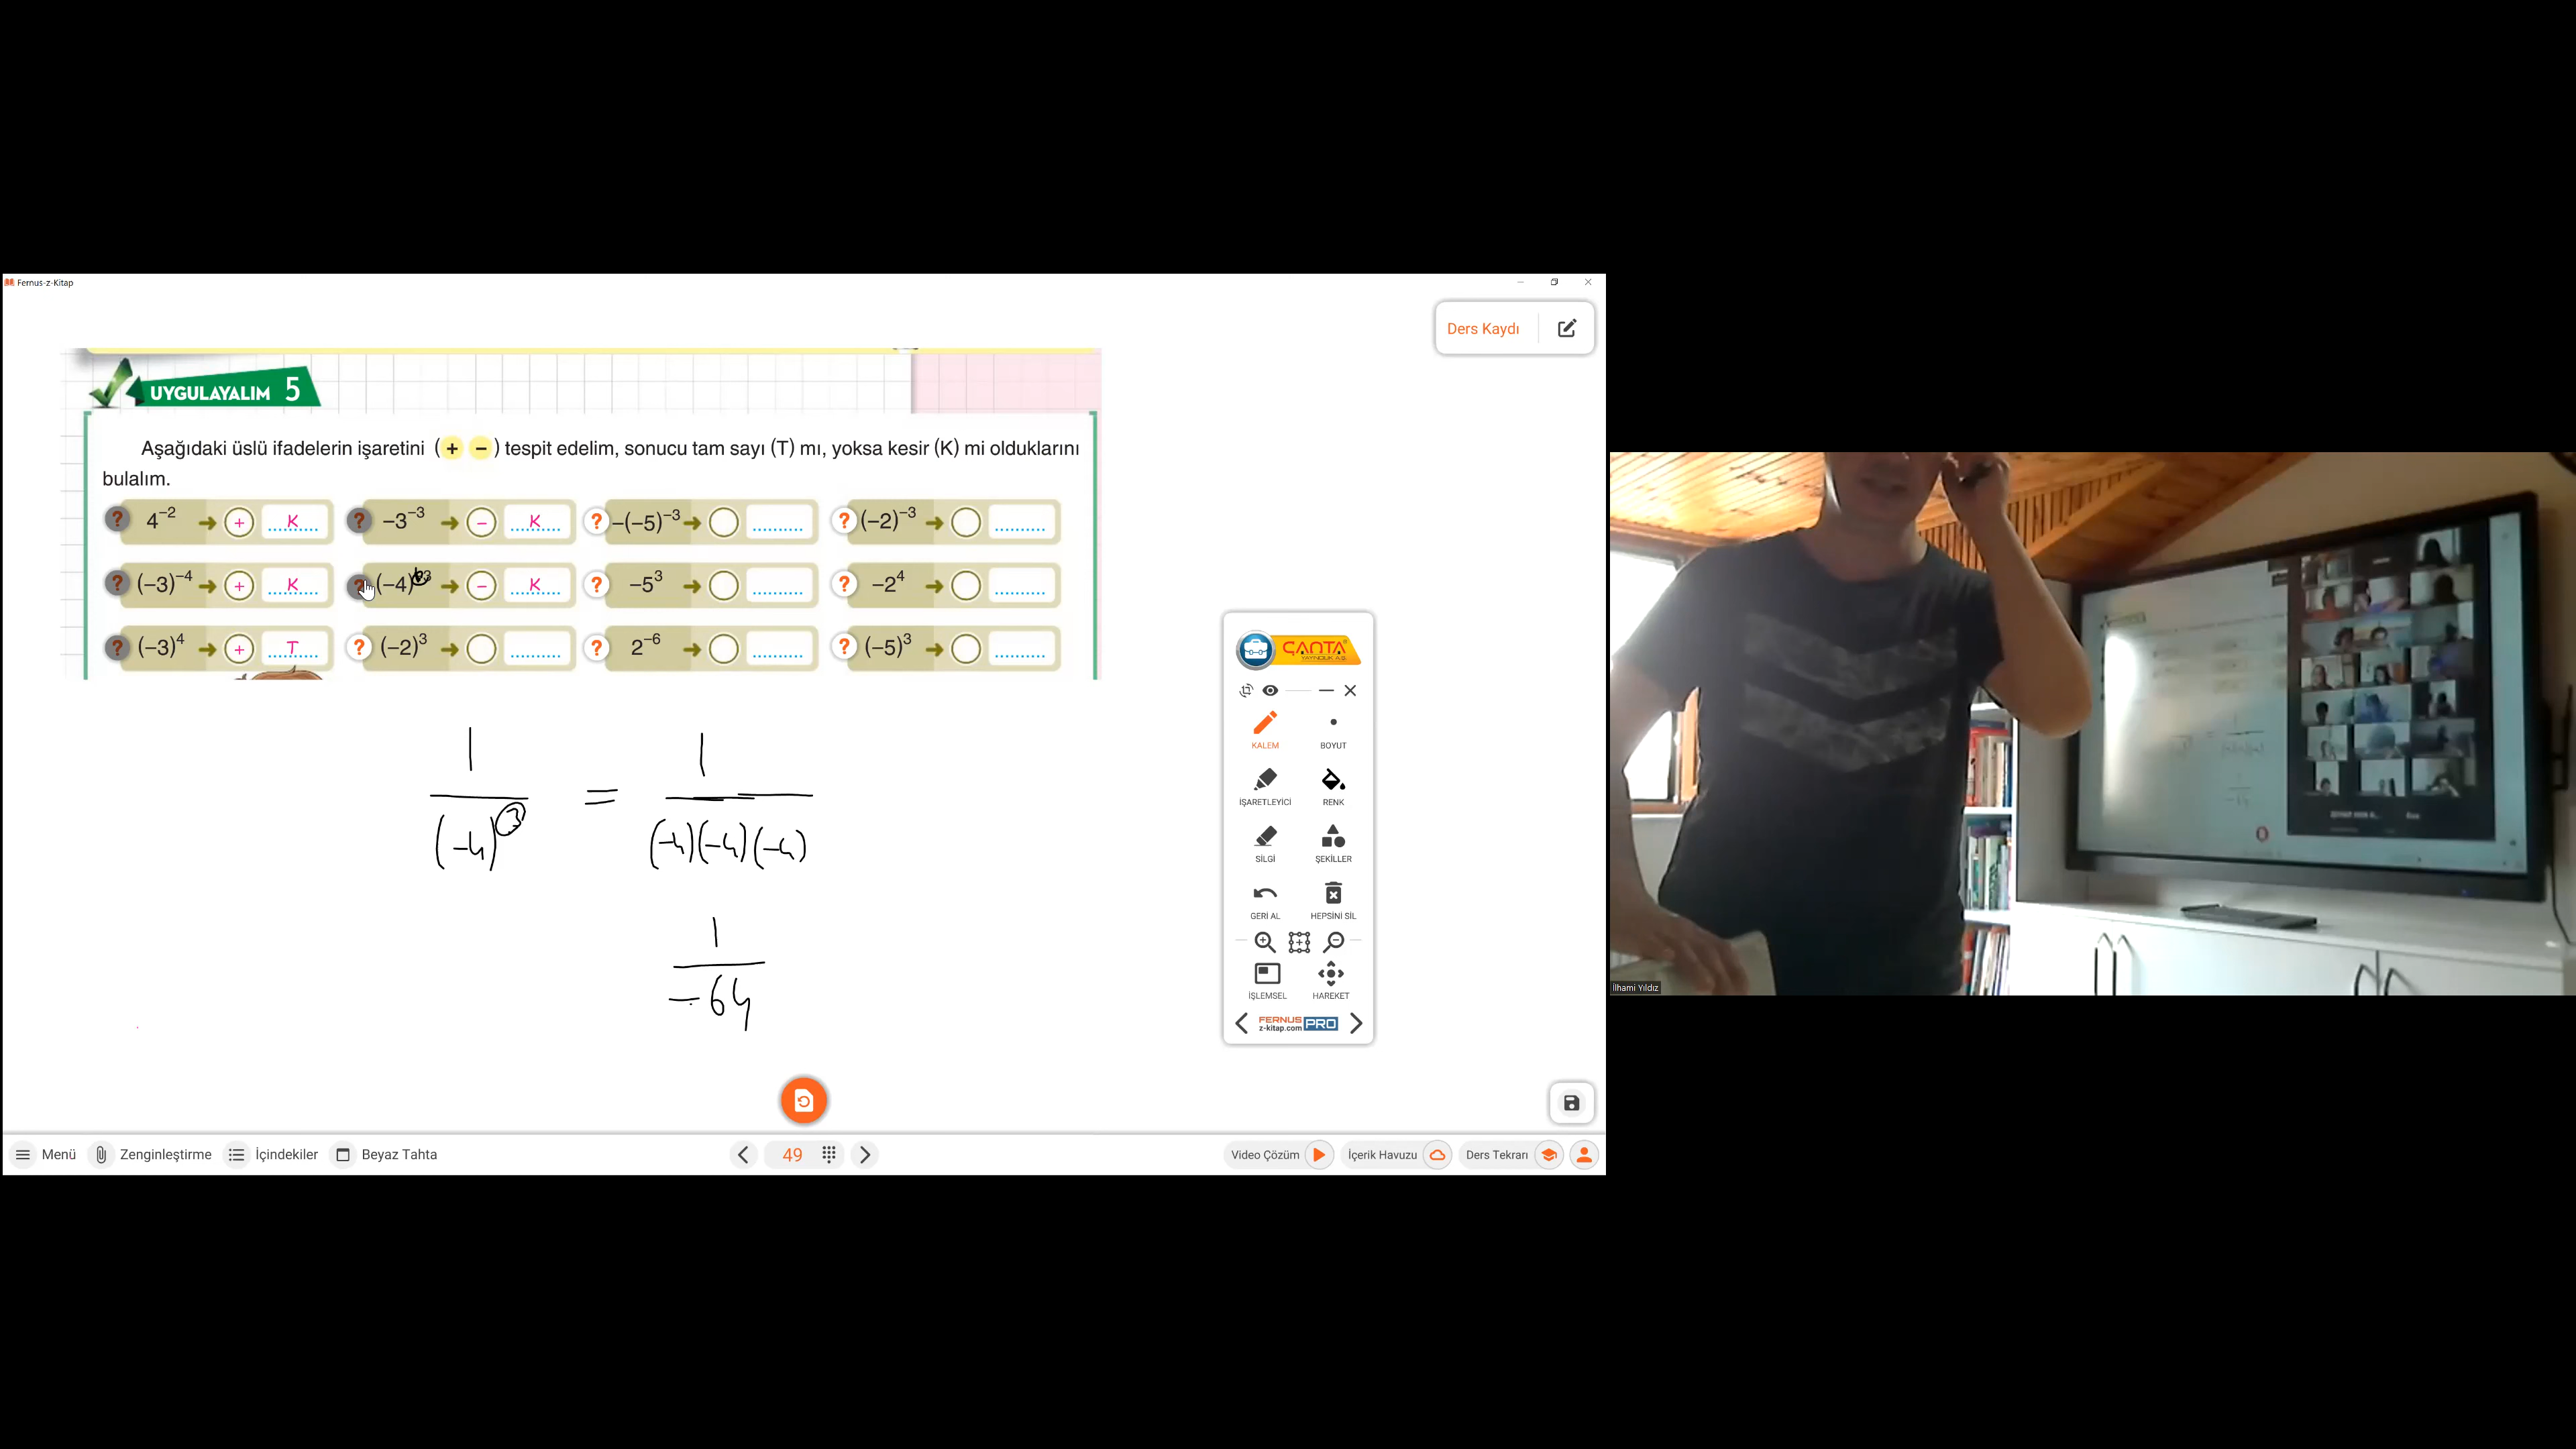 Fernus-z-Kitap
Ders Kaydı
UYGULAYALIM 5
Aşağıdaki üslü ifadelerin işaretini (+ −) tespit edelim, sonucu tam sayı (T) mı, yoksa kesir (K) mi olduklarını
bulalım.
? 4⁻² → + K ? −3⁻³ → − K ? −(−5)⁻³ → .......... ? (−2)⁻³ → ..........
? (−3)⁻⁴ → + K ? (−4)⁻³ → − K ? −5³ → .......... ? −2⁴ → ..........
? (−3)⁴ → + T ? (−2)³ → .......... ? 2⁻⁶ → .......... ? (−5)³ → ..........
1 / (−4)³ = 1 / (−4)(−4)(−4)
1 / −64
ÇANTA
YAYINCILIK A.Ş.
KALEM BOYUT
İŞARETLEYİCİ RENK
SİLGİ ŞEKİLLER
GERİ AL HEPSİNİ SİL
İŞLEMSEL HAREKET
FERNUS
z-kitap.com PRO
İlhami Yıldız
Menü Zenginleştirme İçindekiler Beyaz Tahta 49 Video Çözüm İçerik Havuzu Ders Tekrarı